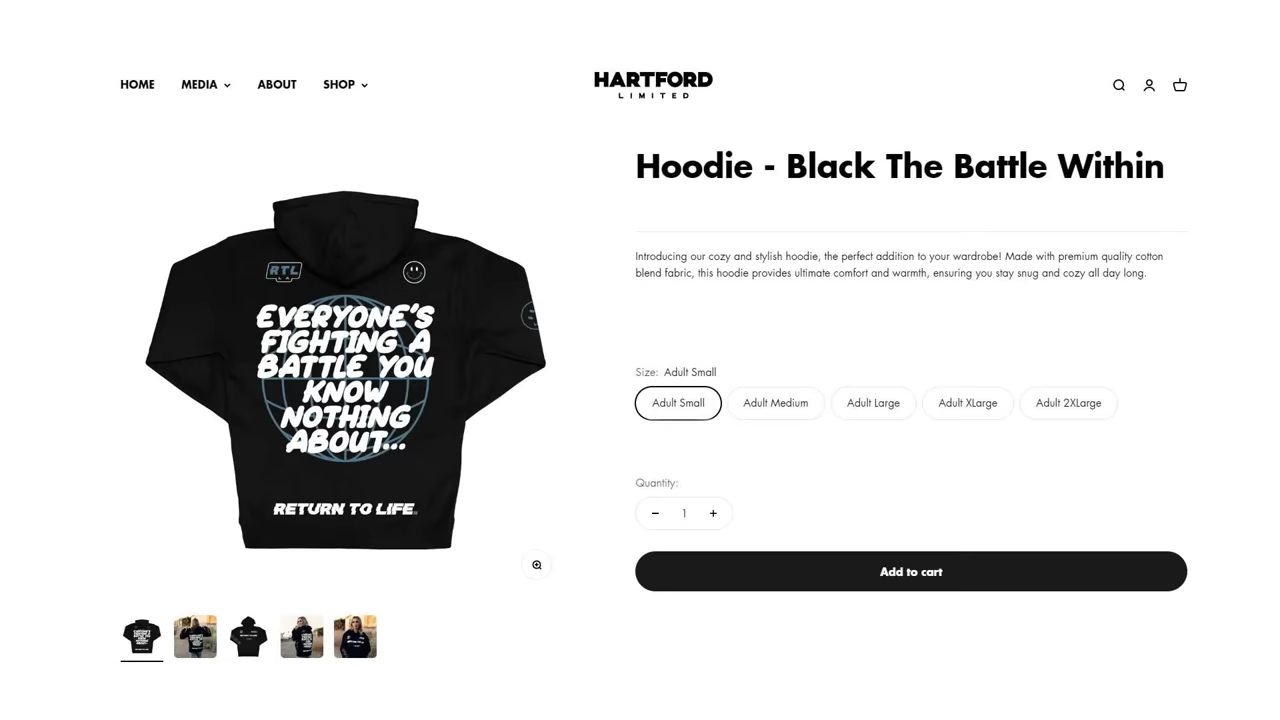 HOME MEDIA ABOUT SHOP
HARTFORD
LIMITED
Hoodie - Black The Battle Within
Introducing our cozy and stylish hoodie, the perfect addition to your wardrobe! Made with premium quality cotton
blend fabric, this hoodie provides ultimate comfort and warmth, ensuring you stay snug and cozy all day long.
RTL
LA
EVERYONE'S
FIGHTING A
BATTLE YOU
KNOW
NOTHING
ABOUT...
RETURN TO LIFE
Size: Adult Small
Adult Small Adult Medium Adult Large Adult XLarge Adult 2XLarge
Quantity:
1
Add to cart